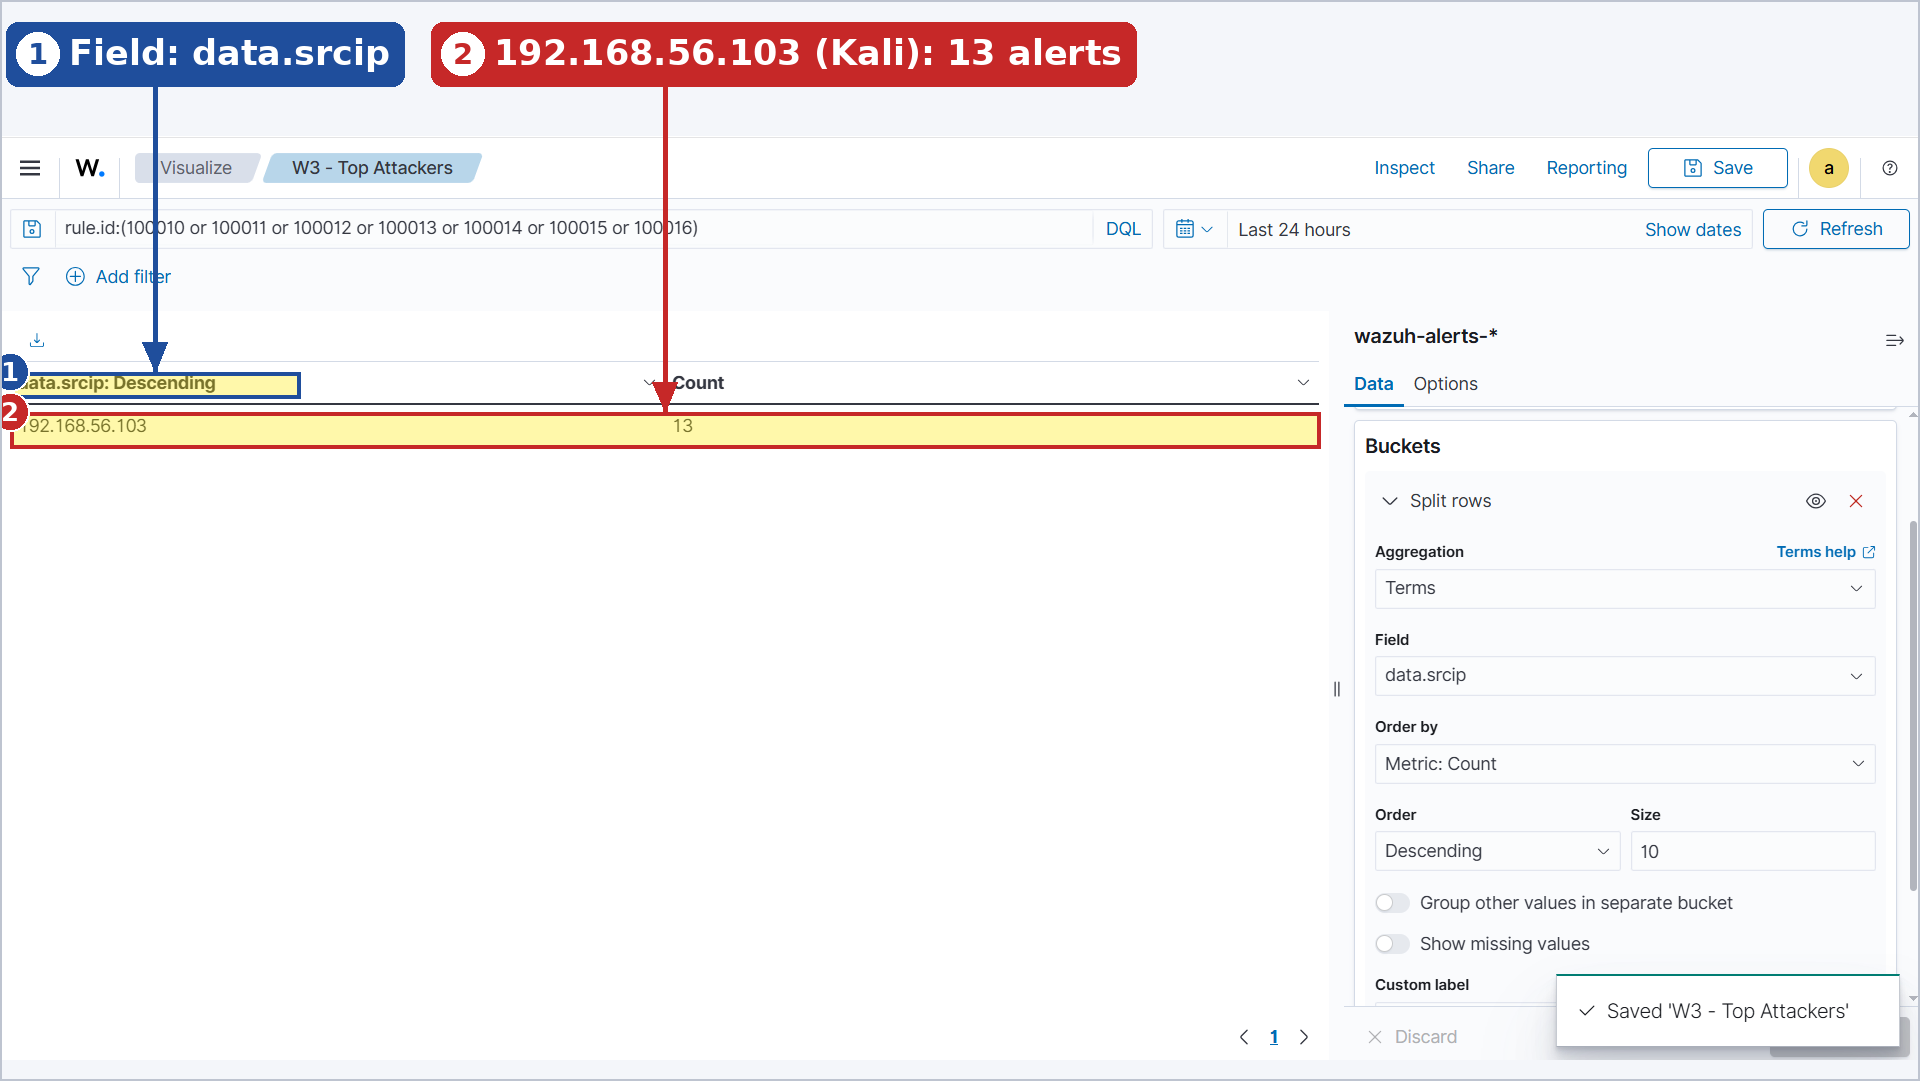 1 Field: data.srcip
2 192.168.56.103 (Kali): 13 alerts
W. Visualize W3 - Top Attackers Inspect Share Reporting Save a
rule.id:(100010 or 100011 or 100012 or 100013 or 100014 or 100015 or 100016) DQL Last 24 hours Show dates Refresh
Add filter
wazuh-alerts-*
Data Options
1 data.srcip: Descending Count
2 192.168.56.103 13
Buckets
Split rows
Aggregation Terms help
Terms
Field
data.srcip
Order by
Metric: Count
Order Size
Descending 10
Group other values in separate bucket
Show missing values
Custom label
Saved 'W3 - Top Attackers'
1 Discard